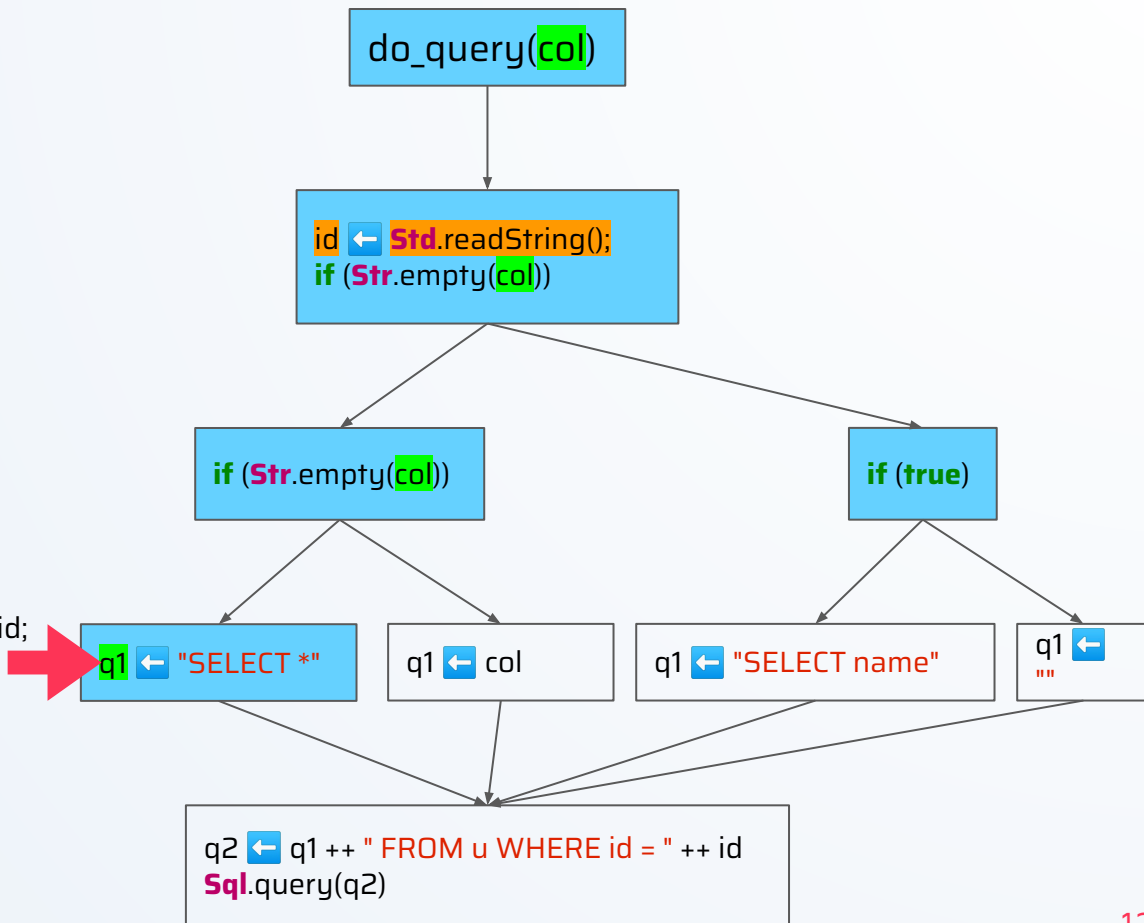 do_query(col)
id ⬅️ Std.readString();
if (Str.empty(col))
if (Str.empty(col))
if (true)
id;
q1 ⬅️ "SELECT *"
q1 ⬅️ col
q1 ⬅️ "SELECT name"
q1 ⬅️
""
q2 ⬅️ q1 ++ " FROM u WHERE id = " ++ id
Sql.query(q2)